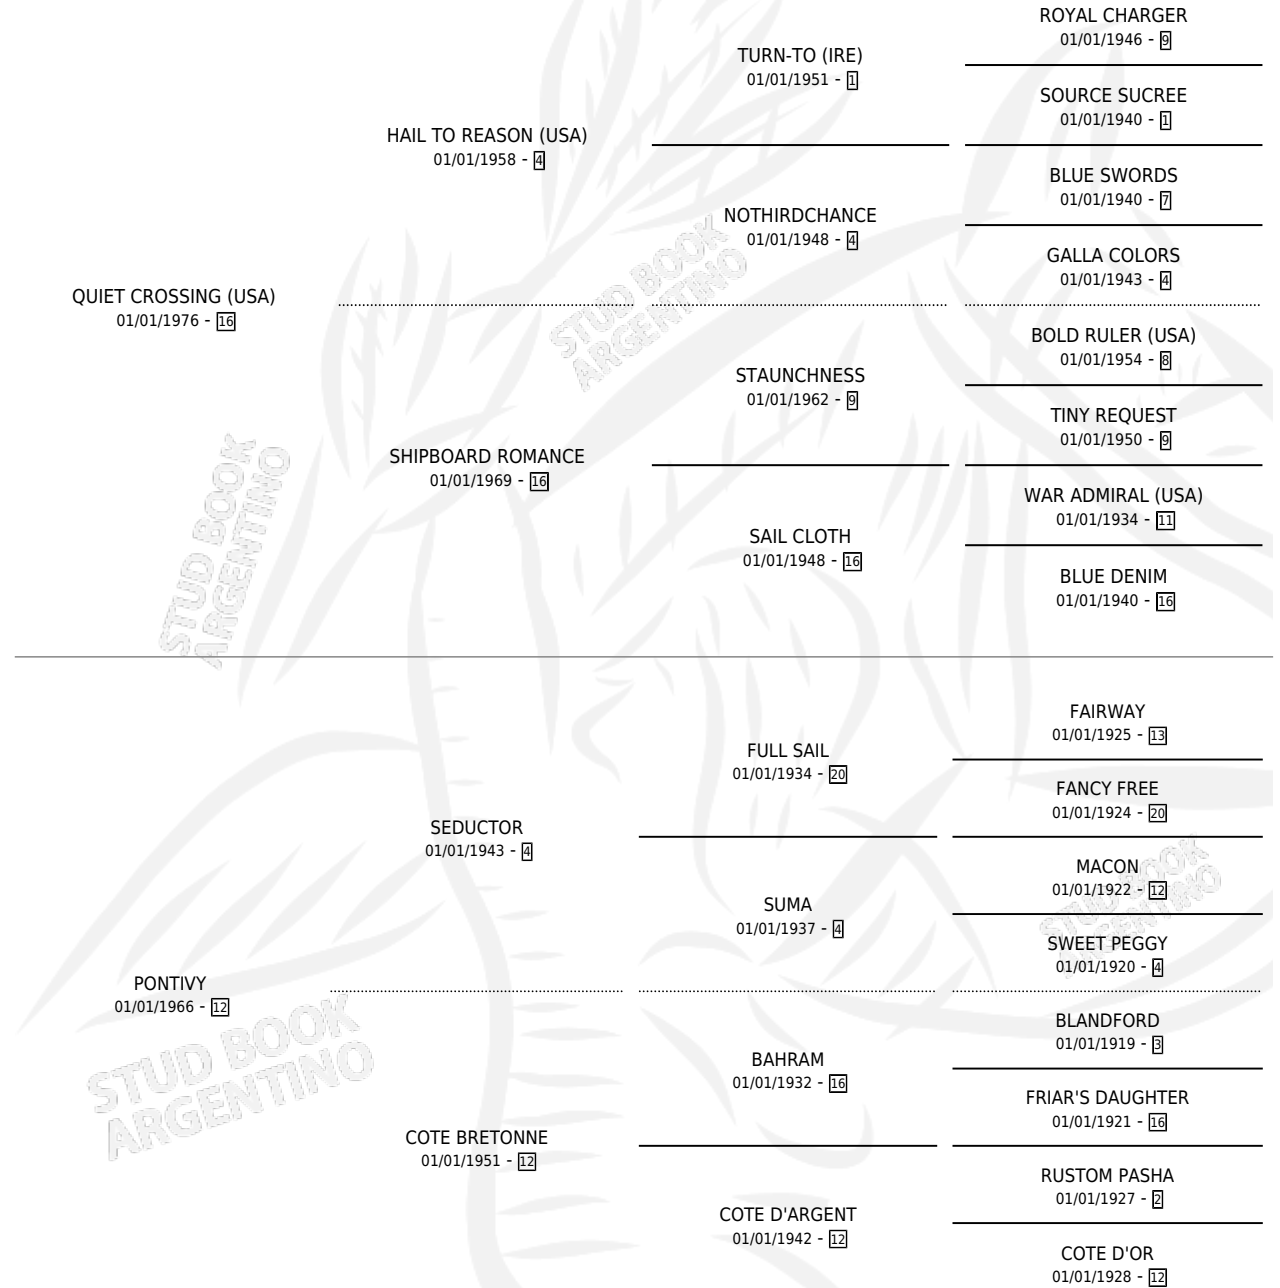 ROYAL CHARGER
01/01/1946 - 9
TURN-TO (IRE)
01/01/1951 - 1
SOURCE SUCREE
01/01/1940 - 1
HAIL TO REASON (USA)
01/01/1958 - 4
BLUE SWORDS
01/01/1940 - 7
NOTHIRDCHANCE
01/01/1948 - 4
GALLA COLORS
01/01/1943 - 4
QUIET CROSSING (USA)
01/01/1976 - 16
STUD BOOK
ARGENTINO
BOLD RULER (USA)
01/01/1954 - 8
STAUNCHNESS
01/01/1962 - 9
TINY REQUEST
01/01/1950 - 9
SHIPBOARD ROMANCE
01/01/1969 - 16
WAR ADMIRAL (USA)
01/01/1934 - 11
SAIL CLOTH
01/01/1948 - 16
BLUE DENIM
01/01/1940 - 16
STUD BOOK
ARGENTINO
FAIRWAY
01/01/1925 - 13
FULL SAIL
01/01/1934 - 20
FANCY FREE
01/01/1924 - 20
SEDUCTOR
01/01/1943 - 4
MACON
01/01/1922 - 12
SUMA
01/01/1937 - 4
SWEET PEGGY
01/01/1920 - 4
STUD BOOK
ARGENTINO
PONTIVY
01/01/1966 - 12
BLANDFORD
01/01/1919 - 3
BAHRAM
01/01/1932 - 16
FRIAR'S DAUGHTER
01/01/1921 - 16
STUD BOOK
ARGENTINO
COTE BRETONNE
01/01/1951 - 12
RUSTOM PASHA
01/01/1927 - 2
COTE D'ARGENT
01/01/1942 - 12
COTE D'OR
01/01/1928 - 12